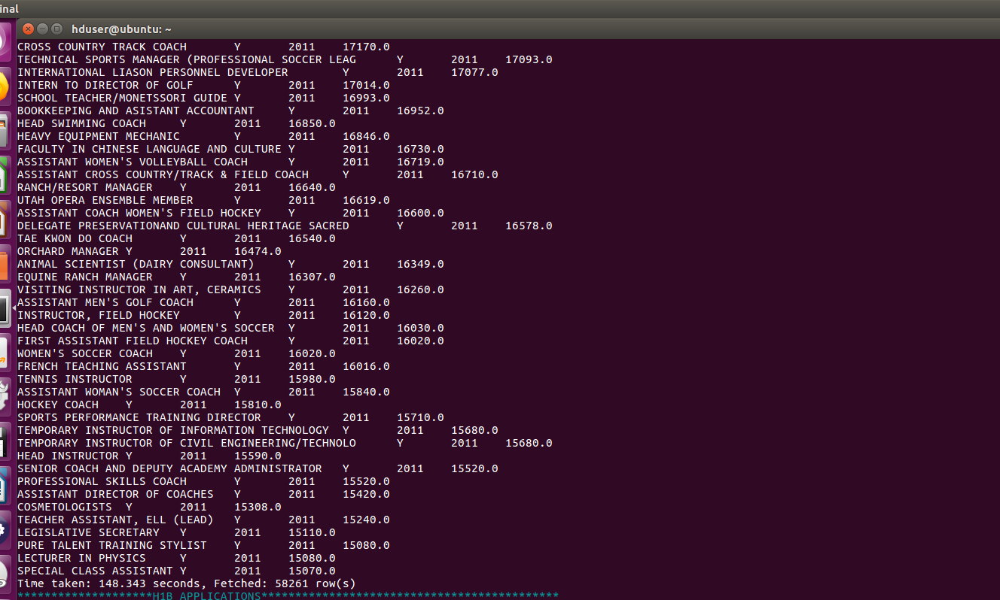 inal
hduser@ubuntu: ~
CROSS COUNTRY TRACK COACH Y 2011 17170.0
TECHNICAL SPORTS MANAGER (PROFESSIONAL SOCCER LEAG Y 2011 17093.0
INTERNATIONAL LIASON PERSONNEL DEVELOPER Y 2011 17077.0
INTERN TO DIRECTOR OF GOLF Y 2011 17014.0
SCHOOL TEACHER/MONETSSORI GUIDE Y 2011 16993.0
BOOKKEEPING AND ASISTANT ACCOUNTANT Y 2011 16952.0
HEAD SWIMMING COACH Y 2011 16850.0
HEAVY EQUIPMENT MECHANIC Y 2011 16846.0
FACULTY IN CHINESE LANGUAGE AND CULTURE Y 2011 16730.0
ASSISTANT WOMEN'S VOLLEYBALL COACH Y 2011 16719.0
ASSISTANT CROSS COUNTRY/TRACK & FIELD COACH Y 2011 16710.0
RANCH/RESORT MANAGER Y 2011 16640.0
UTAH OPERA ENSEMBLE MEMBER Y 2011 16619.0
ASSISTANT COACH WOMEN'S FIELD HOCKEY Y 2011 16600.0
DELEGATE PRESERVATIONAND CULTURAL HERITAGE SACRED Y 2011 16578.0
TAE KWON DO COACH Y 2011 16540.0
ORCHARD MANAGER Y 2011 16474.0
ANIMAL SCIENTIST (DAIRY CONSULTANT) Y 2011 16349.0
EQUINE RANCH MANAGER Y 2011 16307.0
VISITING INSTRUCTOR IN ART, CERAMICS Y 2011 16260.0
ASSISTANT MEN'S GOLF COACH Y 2011 16160.0
INSTRUCTOR, FIELD HOCKEY Y 2011 16120.0
HEAD COACH OF MEN'S AND WOMEN'S SOCCER Y 2011 16030.0
FIRST ASSISTANT FIELD HOCKEY COACH Y 2011 16020.0
WOMEN'S SOCCER COACH Y 2011 16020.0
FRENCH TEACHING ASSISTANT Y 2011 16016.0
TENNIS INSTRUCTOR Y 2011 15980.0
ASSISTANT WOMAN'S SOCCER COACH Y 2011 15840.0
HOCKEY COACH Y 2011 15810.0
SPORTS PERFORMANCE TRAINING DIRECTOR Y 2011 15710.0
TEMPORARY INSTRUCTOR OF INFORMATION TECHNOLOGY Y 2011 15680.0
TEMPORARY INSTRUCTOR OF CIVIL ENGINEERING/TECHNOLO Y 2011 15680.0
HEAD INSTRUCTOR Y 2011 15590.0
SENIOR COACH AND DEPUTY ACADEMY ADMINISTRATOR Y 2011 15520.0
PROFESSIONAL SKILLS COACH Y 2011 15520.0
ASSISTANT DIRECTOR OF COACHES Y 2011 15420.0
COSMETOLOGISTS Y 2011 15308.0
TEACHER ASSISTANT, ELL (LEAD) Y 2011 15240.0
LEGISLATIVE SECRETARY Y 2011 15110.0
PURE TALENT TRAINING STYLIST Y 2011 15080.0
LECTURER IN PHYSICS Y 2011 15080.0
SPECIAL CLASS ASSISTANT Y 2011 15070.0
Time taken: 148.343 seconds, Fetched: 58261 row(s)
********************H1B APPLICATIONS********************************************